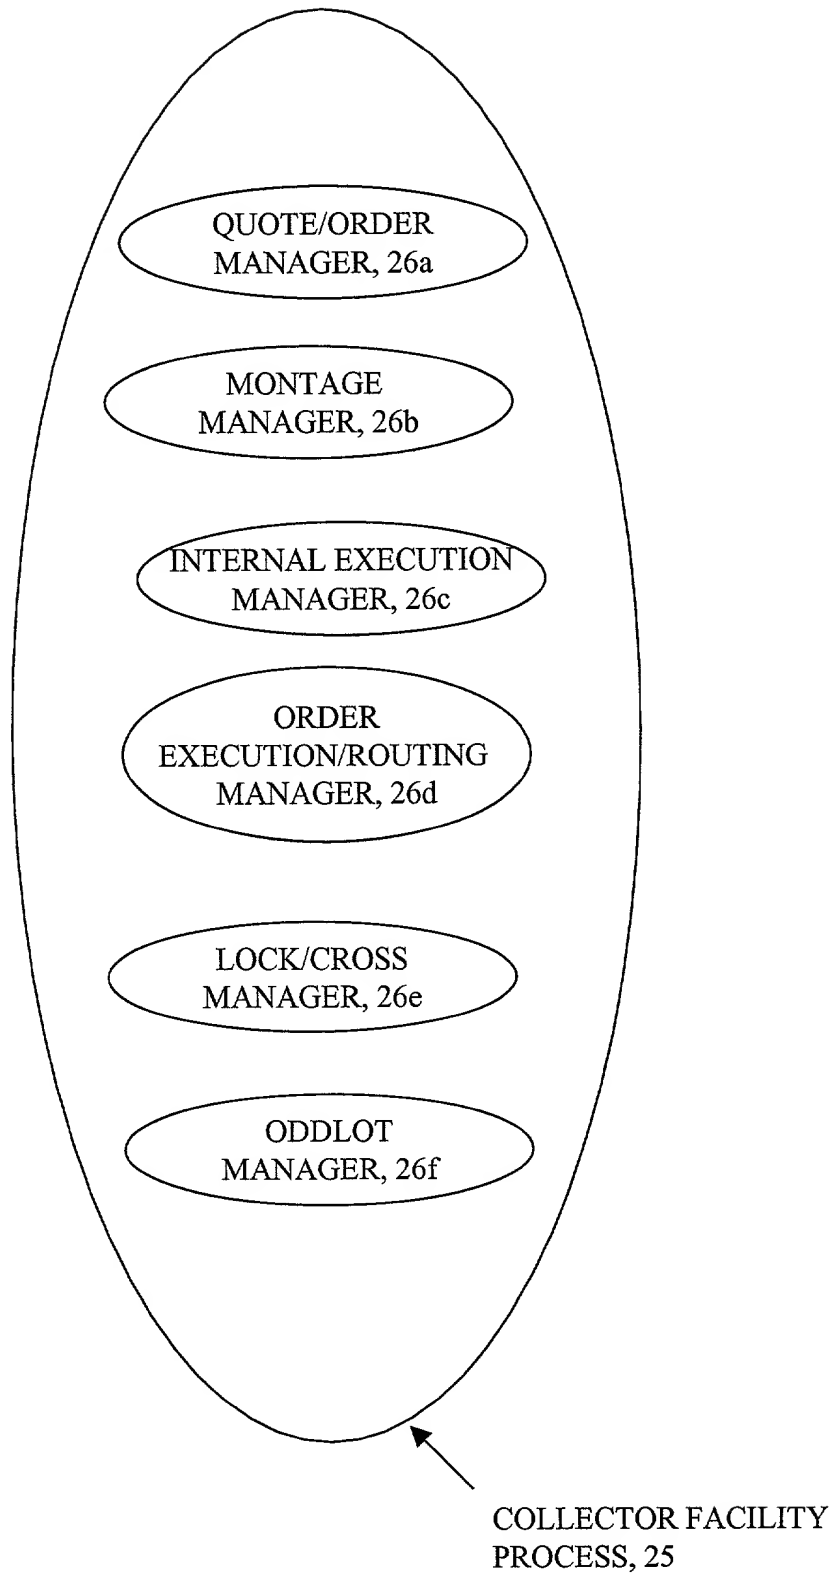 QUOTE/ORDER
MANAGER, 26a
MONTAGE
MANAGER, 26b
INTERNAL EXECUTION
MANAGER, 26c
ORDER
EXECUTION/ROUTING
MANAGER, 26d
LOCK/CROSS
MANAGER, 26e
ODDLOT
MANAGER, 26f
COLLECTOR FACILITY
PROCESS, 25